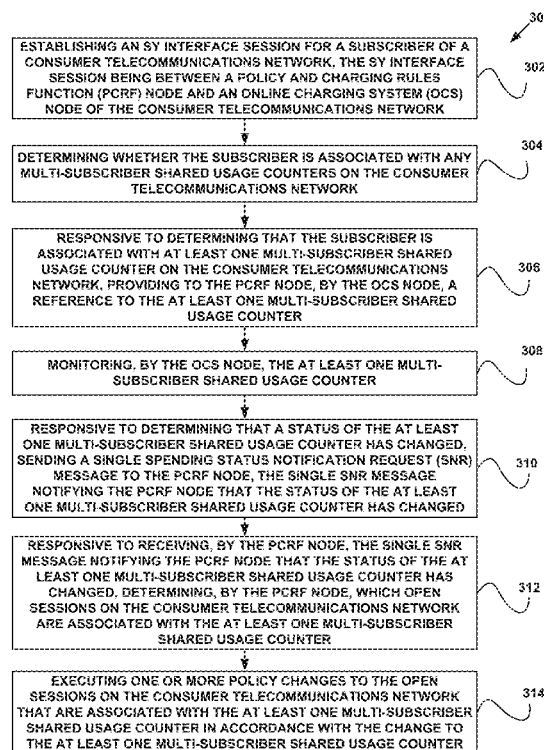 30
ESTABLISHING AN SY INTERFACE SESSION FOR A SUBSCRIBER OF A
CONSUMER TELECOMMUNICATIONS NETWORK, THE SY INTERFACE
SESSION BEING BETWEEN A POLICY AND CHARGING RULES
FUNCTION (PCRF) NODE AND AN ONLINE CHARGING SYSTEM (OCS)
NODE OF THE CONSUMER TELECOMMUNICATIONS NETWORK
302
DETERMINING WHETHER THE SUBSCRIBER IS ASSOCIATED WITH ANY
MULTI-SUBSCRIBER SHARED USAGE COUNTERS ON THE CONSUMER
TELECOMMUNICATIONS NETWORK
304
RESPONSIVE TO DETERMINING THAT THE SUBSCRIBER IS
ASSOCIATED WITH AT LEAST ONE MULTI-SUBSCRIBER SHARED
USAGE COUNTER ON THE CONSUMER TELECOMMUNICATIONS
NETWORK, PROVIDING TO THE PCRF NODE, BY THE OCS NODE, A
REFERENCE TO THE AT LEAST ONE MULTI-SUBSCRIBER SHARED
USAGE COUNTER
306
MONITORING, BY THE OCS NODE, THE AT LEAST ONE MULTI-
SUBSCRIBER SHARED USAGE COUNTER
308
RESPONSIVE TO DETERMINING THAT A STATUS OF THE AT LEAST
ONE MULTI-SUBSCRIBER SHARED USAGE COUNTER HAS CHANGED,
SENDING A SINGLE SPENDING STATUS NOTIFICATION REQUEST (SNR)
MESSAGE TO THE PCRF NODE, THE SINGLE SNR MESSAGE
NOTIFYING THE PCRF NODE THAT THE STATUS OF THE AT LEAST
ONE MULTI-SUBSCRIBER SHARED USAGE COUNTER HAS CHANGED
310
RESPONSIVE TO RECEIVING, BY THE PCRF NODE, THE SINGLE SNR
MESSAGE NOTIFYING THE PCRF NODE THAT THE STATUS OF THE AT
LEAST ONE MULTI-SUBSCRIBER SHARED USAGE COUNTER HAS
CHANGED, DETERMINING, BY THE PCRF NODE, WHICH OPEN
SESSIONS ON THE CONSUMER TELECOMMUNICATIONS NETWORK
ARE ASSOCIATED WITH THE AT LEAST ONE MULTI-SUBSCRIBER
SHARED USAGE COUNTER
312
EXECUTING ONE OR MORE POLICY CHANGES TO THE OPEN
SESSIONS ON THE CONSUMER TELECOMMUNICATIONS NETWORK
THAT ARE ASSOCIATED WITH THE AT LEAST ONE MULTI-SUBSCRIBER
SHARED USAGE COUNTER IN ACCORDANCE WITH THE CHANGE TO
THE AT LEAST ONE MULTI-SUBSCRIBER SHARED USAGE COUNTER
314